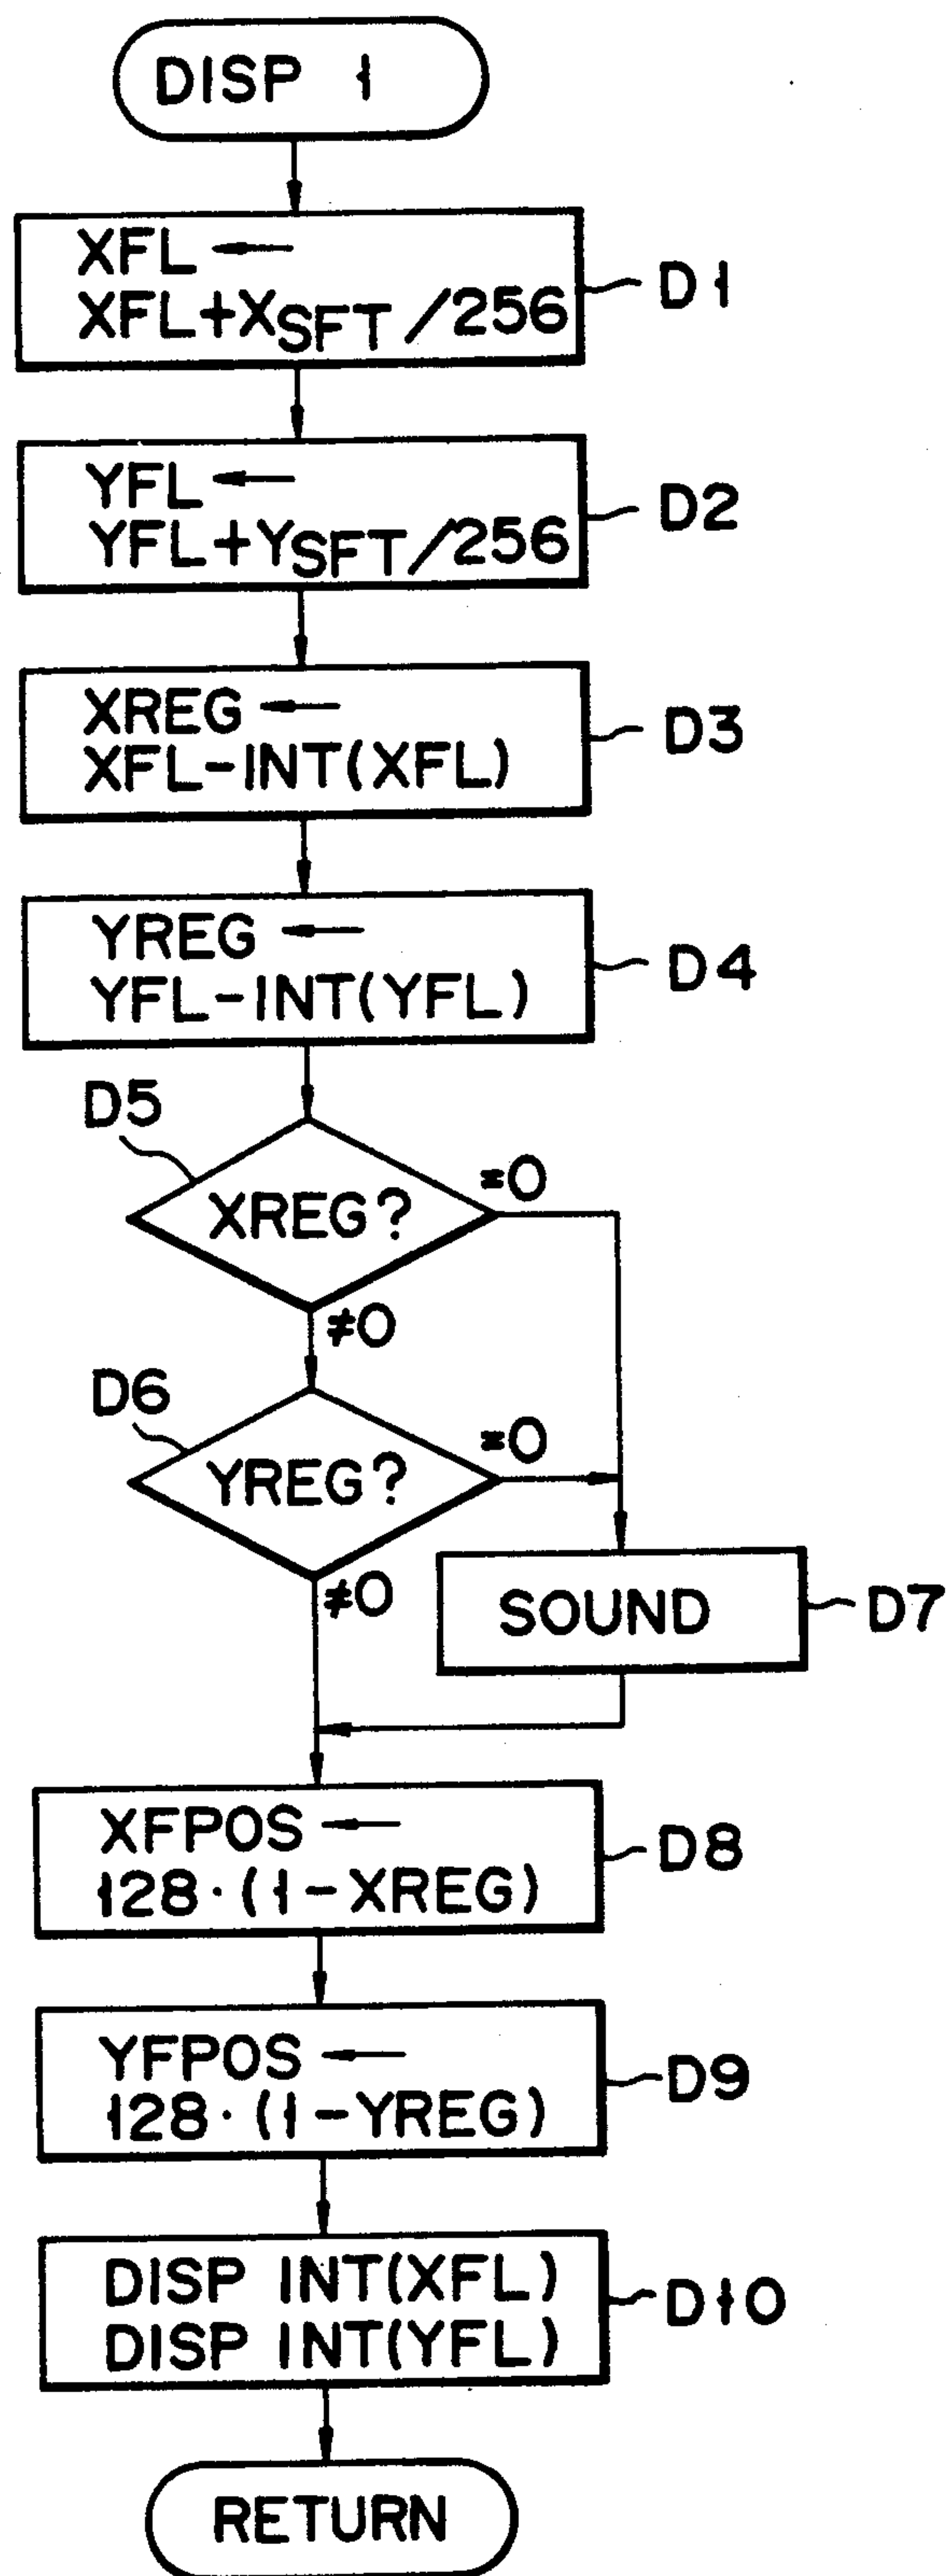 DISP 1
XFL ←
XFL+X_SFT/256
D1
YFL ←
YFL+Y_SFT/256
D2
XREG ←
XFL-INT(XFL)
D3
YREG ←
YFL-INT(YFL)
D4
D5
XREG?
=0
≠0
D6
YREG?
=0
≠0
SOUND
D7
XFPOS ←
128·(1-XREG)
D8
YFPOS ←
128·(1-YREG)
D9
DISP INT(XFL)
DISP INT(YFL)
D10
RETURN